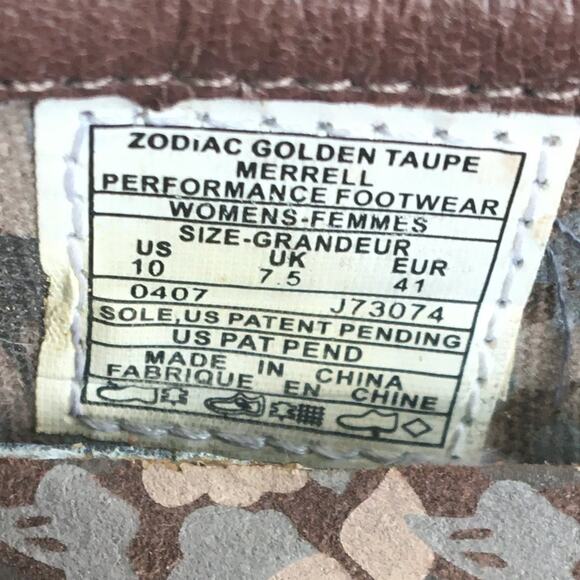 ZODiAC GOLDEN TAUPE
MERRELL
PERFORMANCE FOOTWEAR
WOMENS-FEMMES
SIZE-GRANDEUR
US UK EUR
10 7.5 41
0407 J73074
SOLE,US PATENT PENDING
US PAT PEND
MADE IN CHINA
FABRIQUE EN CHINE